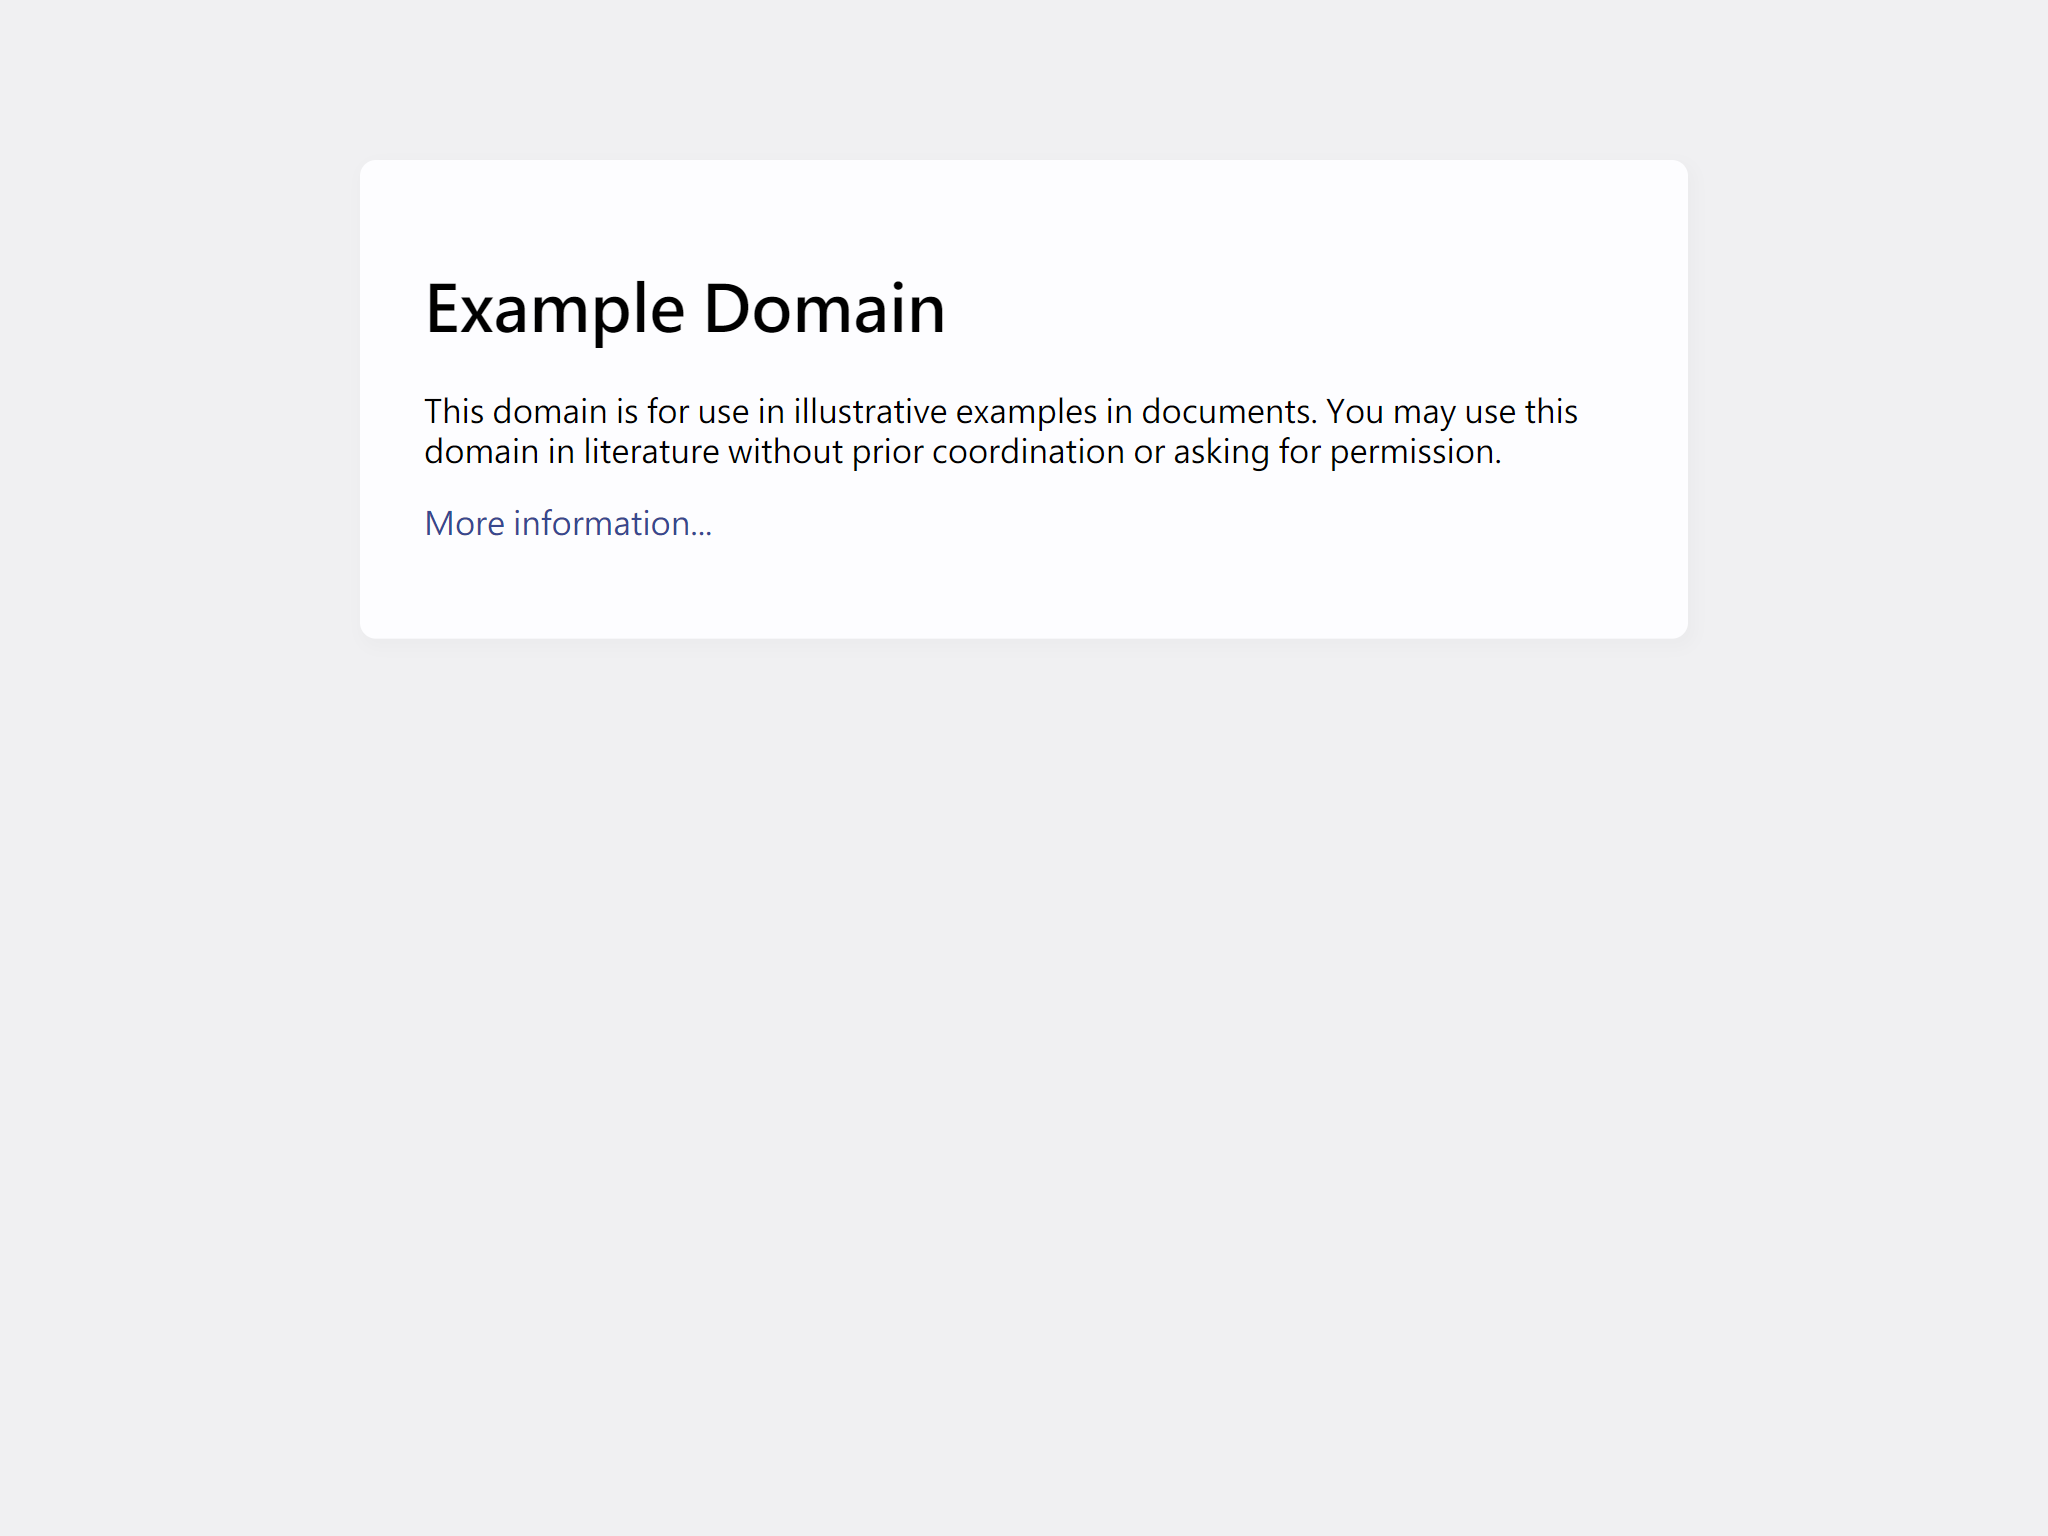 Example Domain
This domain is for use in illustrative examples in documents. You may use this
domain in literature without prior coordination or asking for permission.
More information...